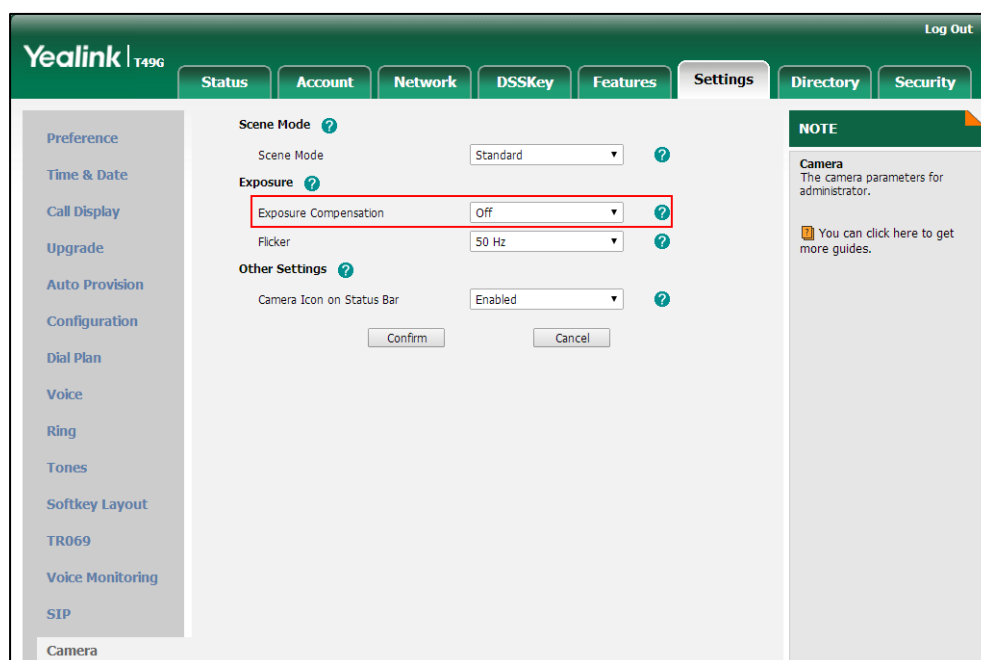 Log Out
Yealink | T49G
Status Account Network DSSKey Features Settings Directory Security
Preference
Time & Date
Call Display
Upgrade
Auto Provision
Configuration
Dial Plan
Voice
Ring
Tones
Softkey Layout
TR069
Voice Monitoring
SIP
Camera
Scene Mode ?
Scene Mode Standard ?
Exposure ?
Exposure Compensation Off ?
Flicker 50 Hz ?
Other Settings ?
Camera Icon on Status Bar Enabled ?
Confirm Cancel
NOTE
Camera
The camera parameters for
administrator.
? You can click here to get
more guides.